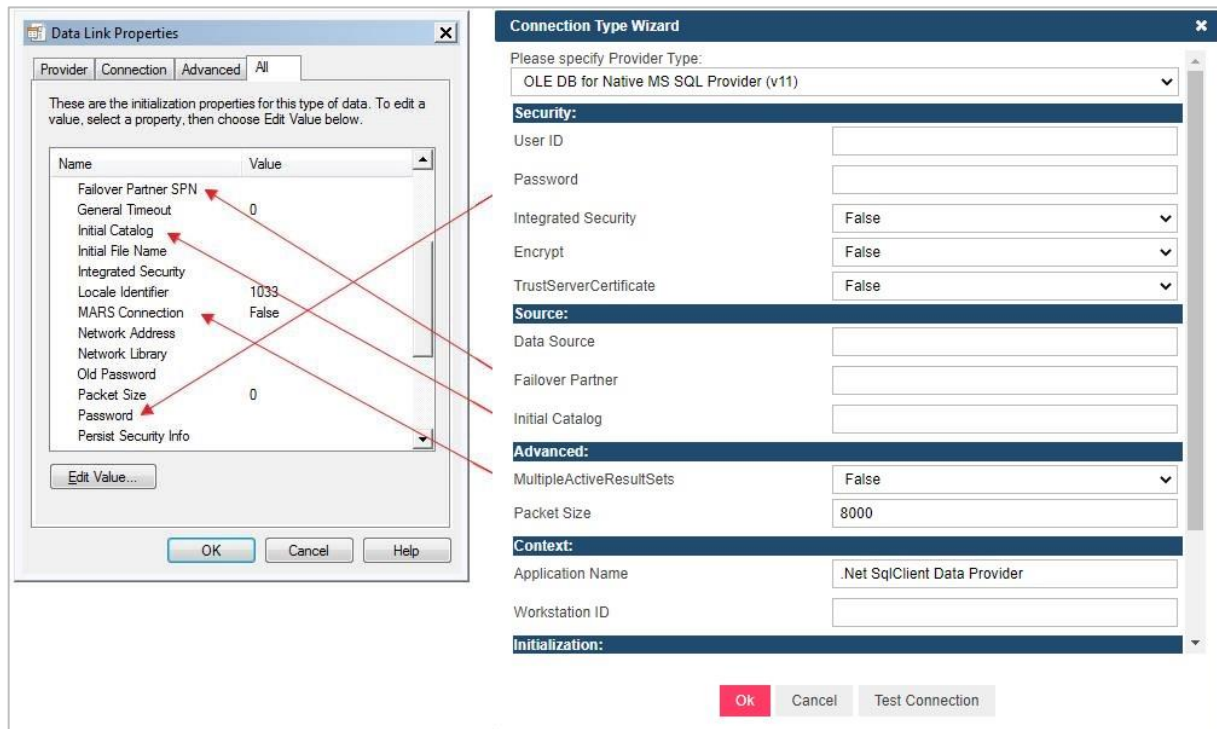 Data Link Properties
Provider Connection Advanced All
These are the initialization properties for this type of data. To edit a
value, select a property, then choose Edit Value below.
Name Value
Failover Partner SPN
General Timeout 0
Initial Catalog
Initial File Name
Integrated Security
Locale Identifier 1033
MARS Connection False
Network Address
Network Library
Old Password
Packet Size 0
Password
Persist Security Info
Edit Value...
OK Cancel Help
Connection Type Wizard
Please specify Provider Type:
OLE DB for Native MS SQL Provider (v11)
Security:
User ID
Password
Integrated Security False
Encrypt False
TrustServerCertificate False
Source:
Data Source
Failover Partner
Initial Catalog
Advanced:
MultipleActiveResultSets False
Packet Size 8000
Context:
Application Name .Net SqlClient Data Provider
Workstation ID
Initialization:
Ok Cancel Test Connection